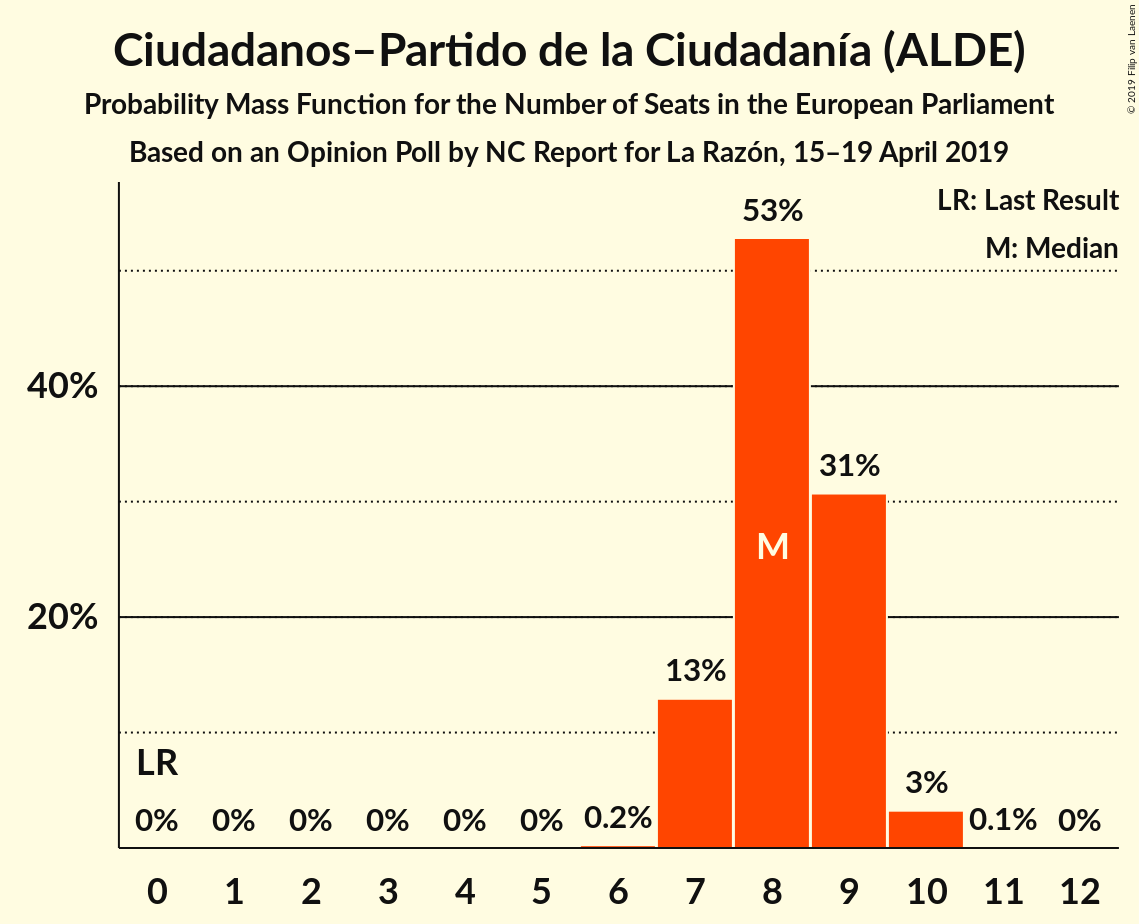 Ciudadanos–Partido de la Ciudadanía (ALDE)
Probability Mass Function for the Number of Seats in the European Parliament
Based on an Opinion Poll by NC Report for La Razón, 15–19 April 2019
© 2019 Filip van Laenen
LR: Last Result
M: Median
53%
40%
31%
M
20%
13%
LR
3%
0% 0% 0% 0% 0% 0% 0.2% 0.1% 0%
0 1 2 3 4 5 6 7 8 9 10 11 12